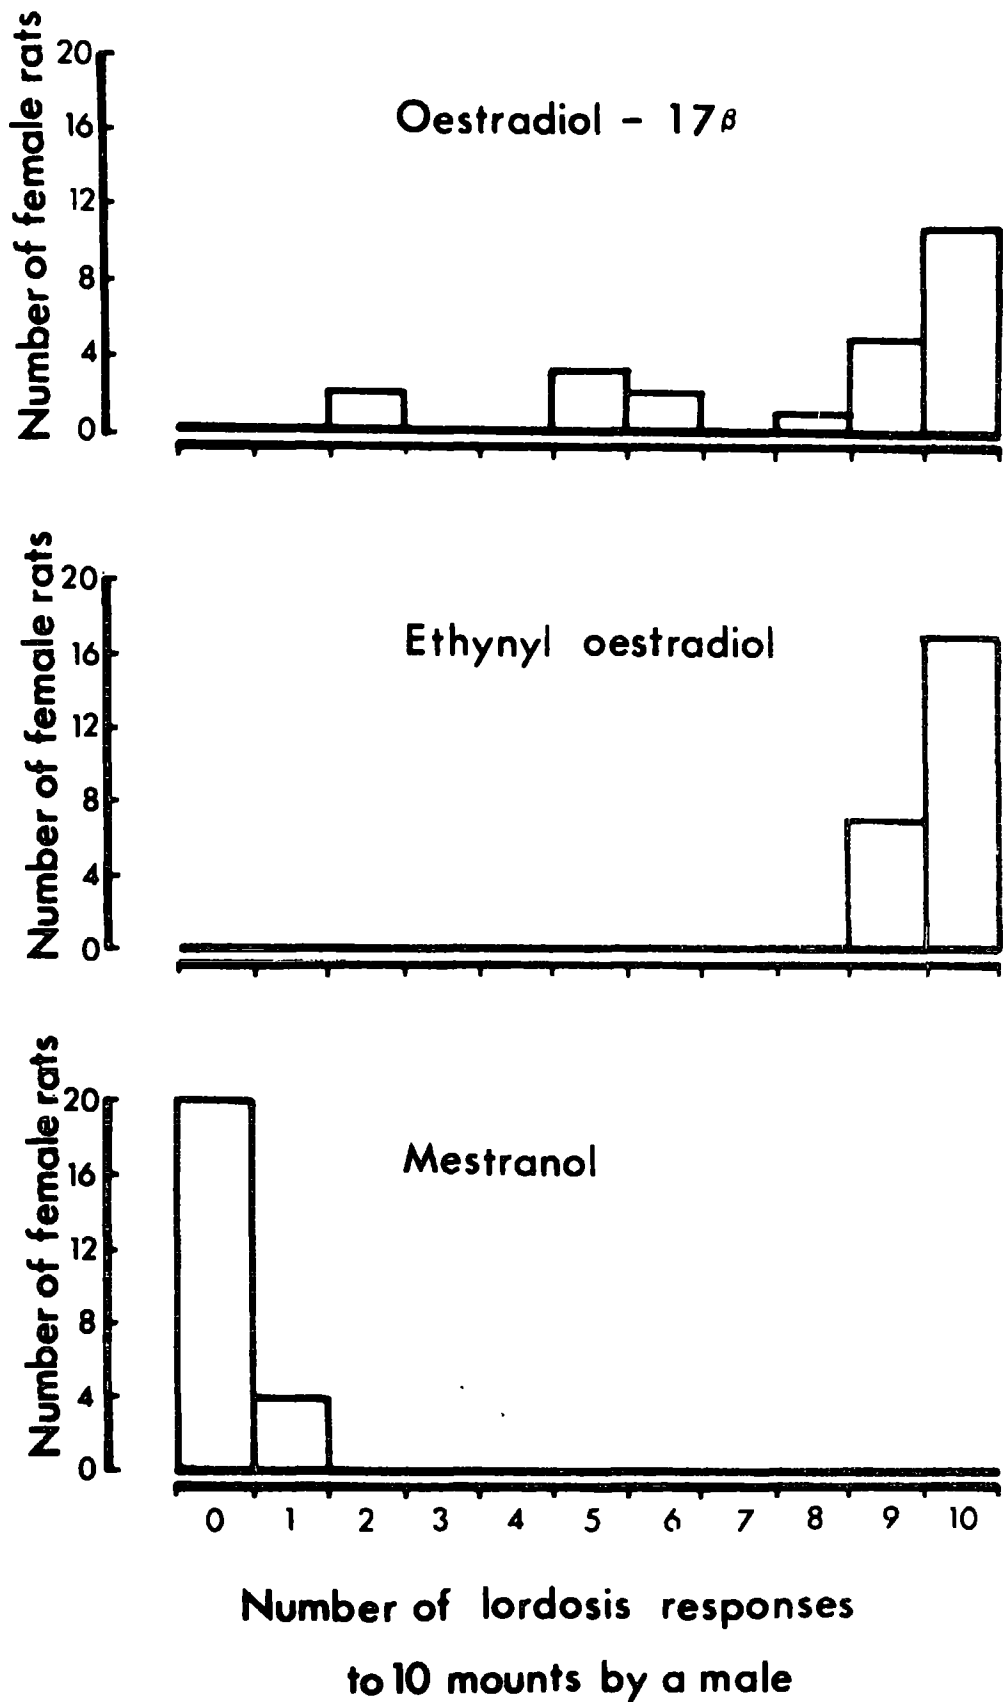 Number of female rats
20
16
12
8
4
0
Oestradiol - 17β
Number of female rats
20
16
12
8
4
0
Ethynyl oestradiol
Number of female rats
20
16
12
8
4
0
Mestranol
0 1 2 3 4 5 6 7 8 9 10
Number of lordosis responses
to 10 mounts by a male